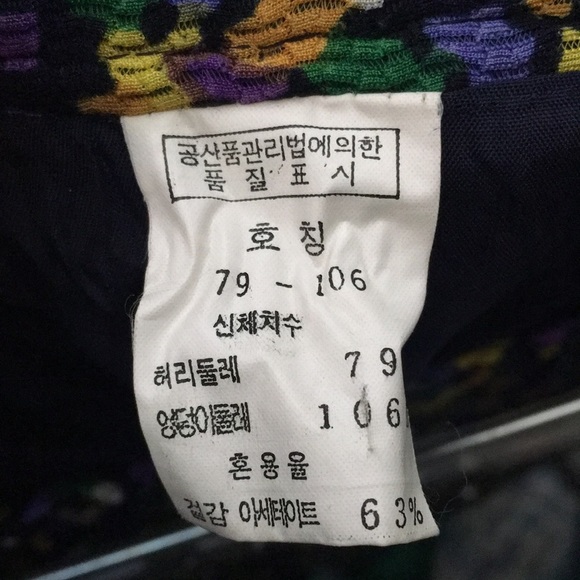 공산품관리법에의한
품 질 표 시
호 칭
79 - 106
신체치수
허리둘레 79
엉덩이둘레 106
혼용율
겉감 아세테이트 63%